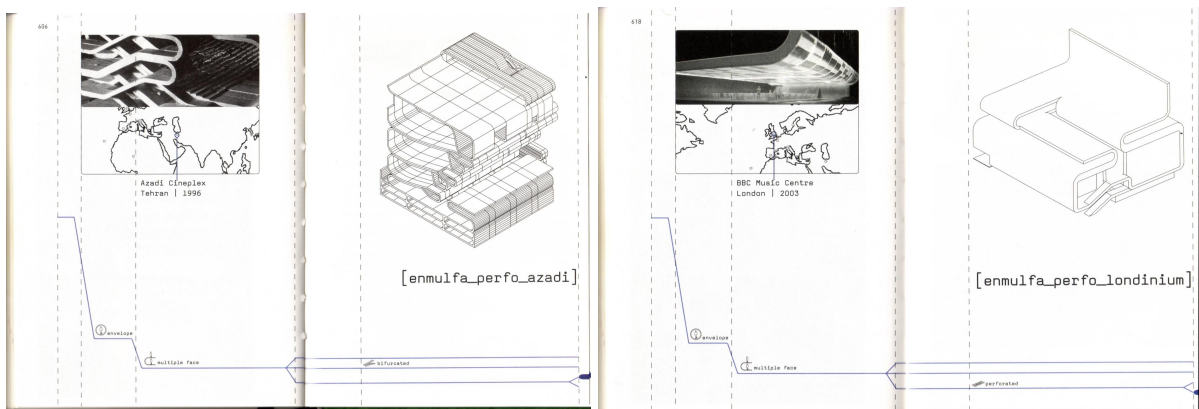 606
Azadi Cineplex
Tehran | 1996
[enmulfa_perfo_azadi]
envelope
multiple face
bifurcated
618
BBC Music Centre
London | 2003
[enmulfa_perfo_londinium]
envelope
multiple face
perforated